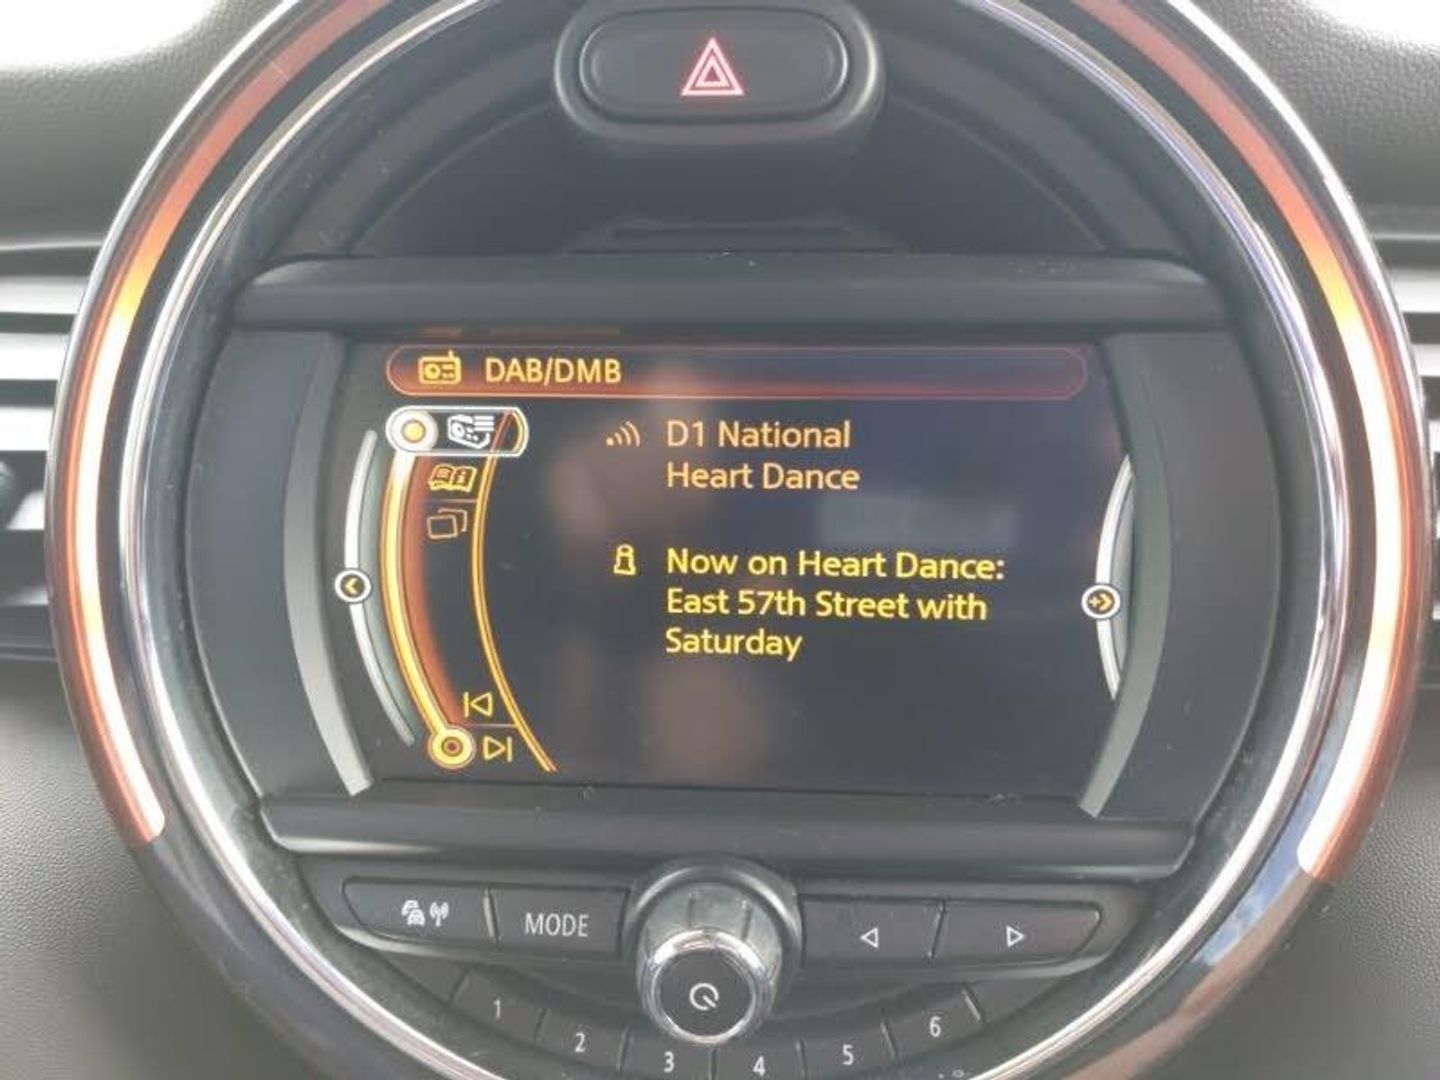 DAB/DMB
D1 National
Heart Dance
Now on Heart Dance:
East 57th Street with
Saturday
MODE
1
2
3
4
5
6